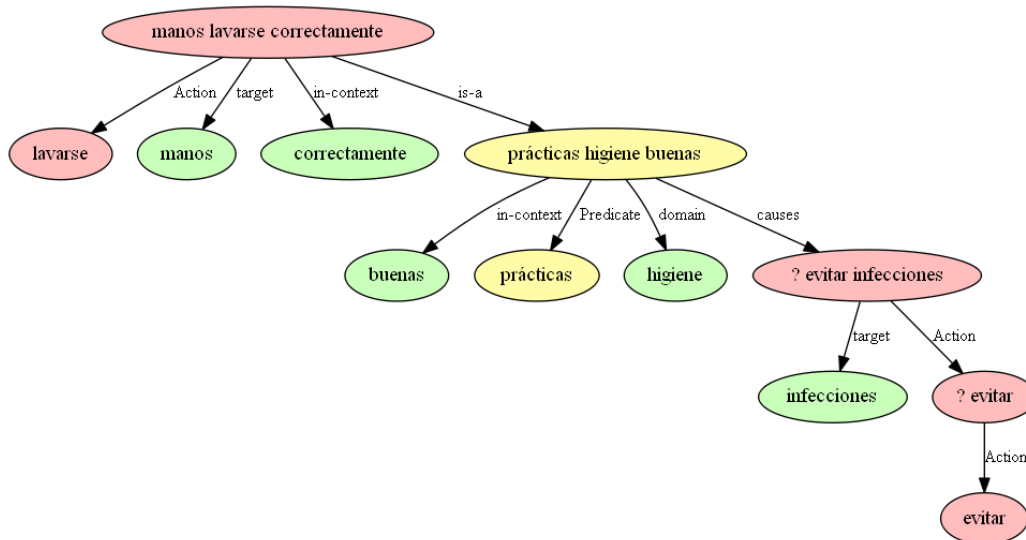 manos lavarse correctamente
Action
target
in-context
is-a
lavarse
manos
correctamente
prácticas higiene buenas
in-context
Predicate
domain
causes
buenas
prácticas
higiene
? evitar infecciones
target
Action
infecciones
? evitar
Action
evitar